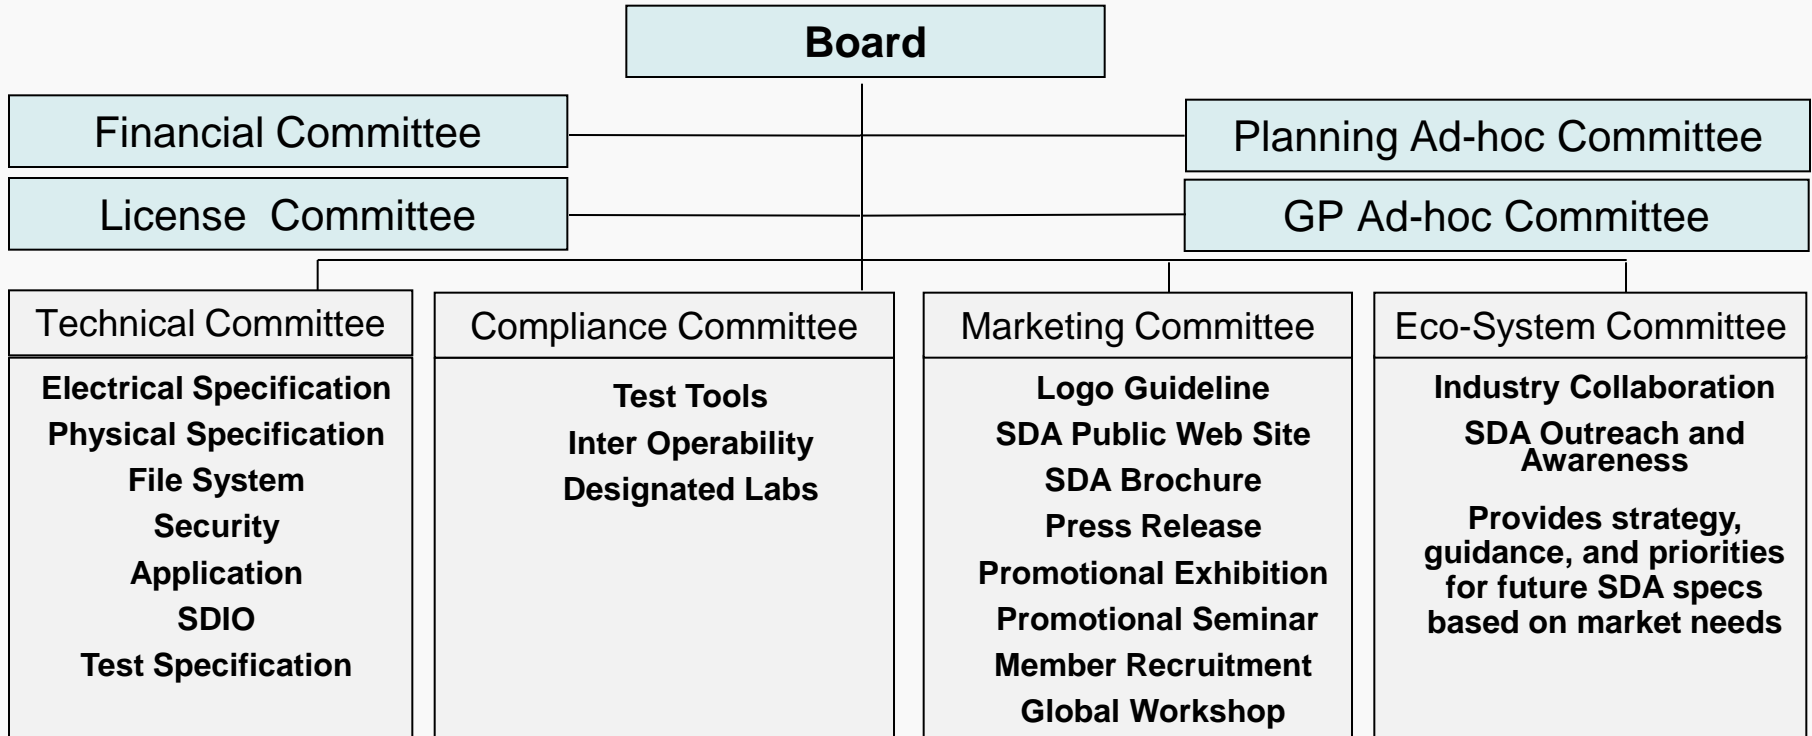 Board
Financial Committee
Planning Ad-hoc Committee
License Committee
GP Ad-hoc Committee
Technical Committee
Electrical Specification
Physical Specification
File System
Security
Application
SDIO
Test Specification
Compliance Committee
Test Tools
Inter Operability
Designated Labs
Marketing Committee
Logo Guideline
SDA Public Web Site
SDA Brochure
Press Release
Promotional Exhibition
Promotional Seminar
Member Recruitment
Global Workshop
Eco-System Committee
Industry Collaboration
SDA Outreach and
Awareness
Provides strategy,
guidance, and priorities
for future SDA specs
based on market needs